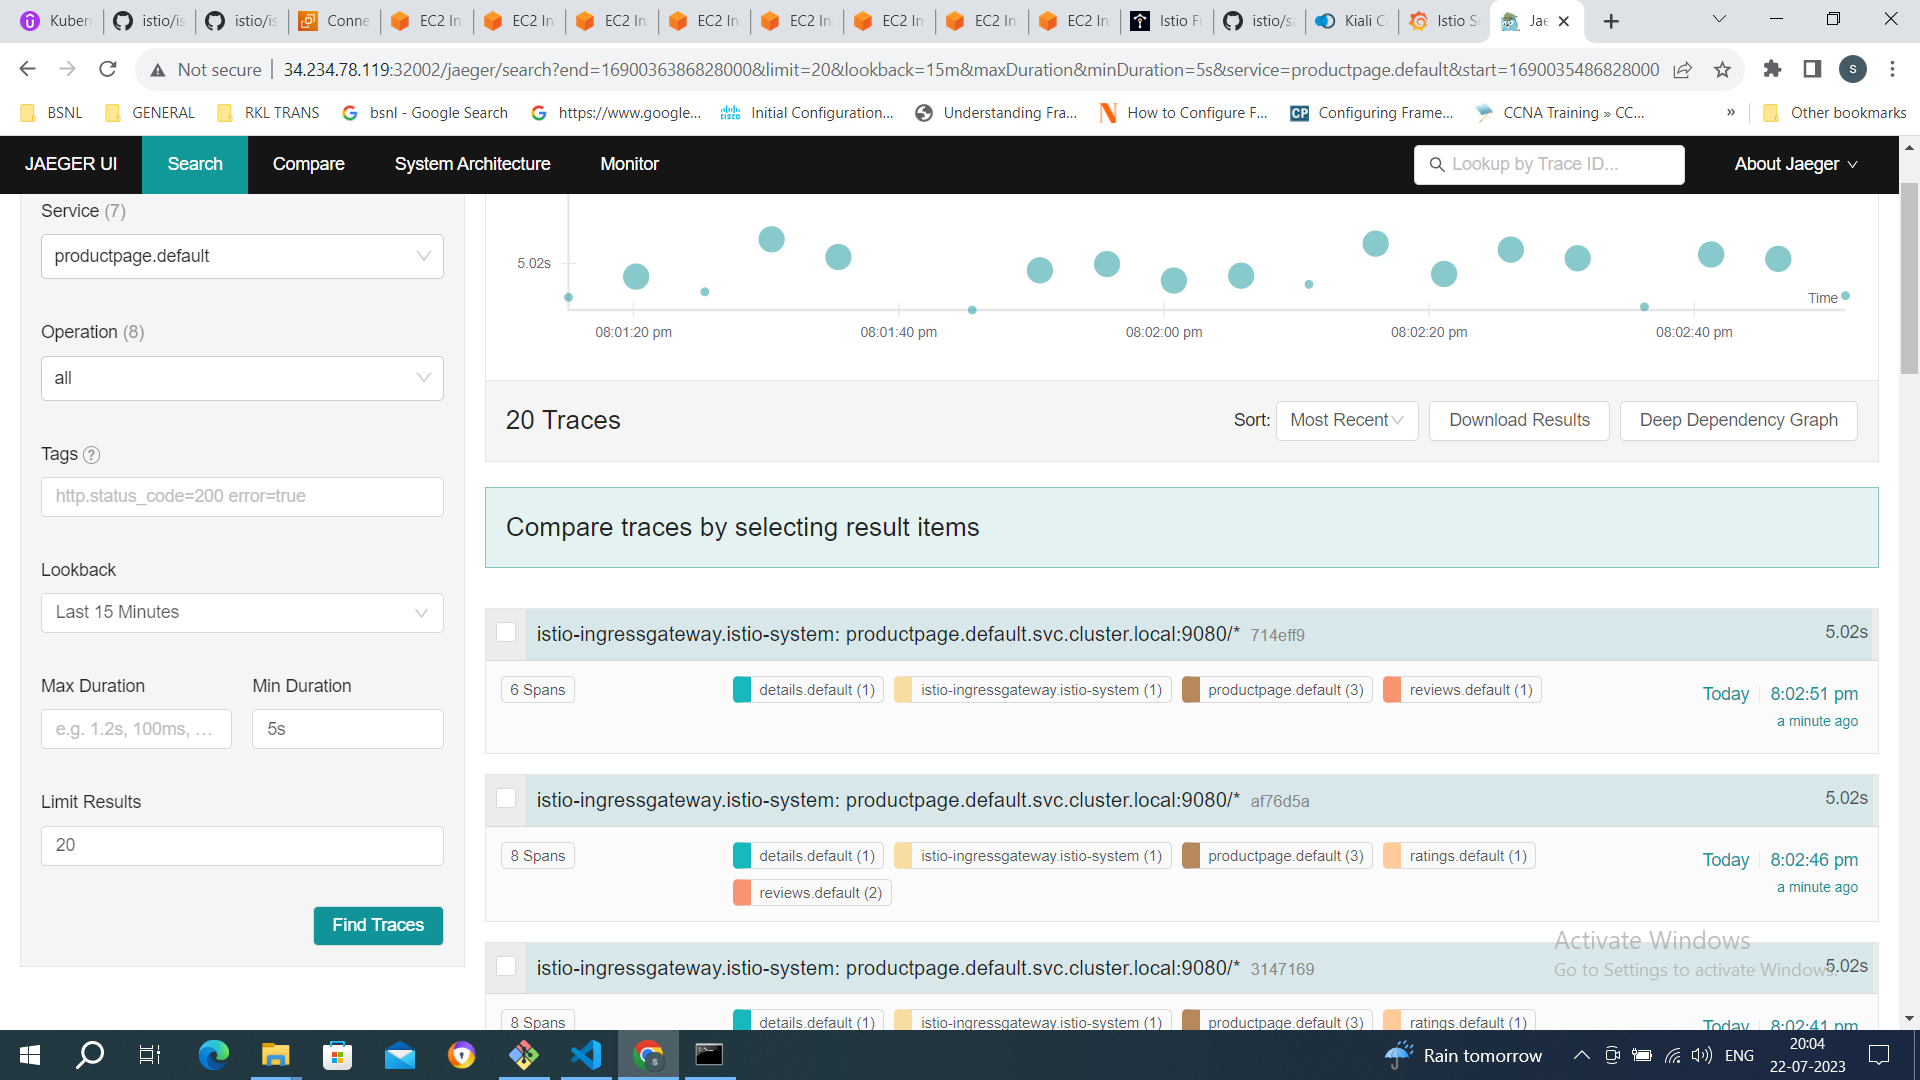 Kubern
istio/is
istio/is
Conne
EC2 In
EC2 In
EC2 In
EC2 In
EC2 In
EC2 In
EC2 In
EC2 In
Istio Fu
istio/sa
Kiali Co
Istio Se
Jae
Not secure
34.234.78.119:32002/jaeger/search?end=1690036386828000&limit=20&lookback=15m&maxDuration&minDuration=5s&service=productpage.default&start=1690035486828000
s
BSNL
GENERAL
RKL TRANS
bsnl - Google Search
https://www.google...
Initial Configuration...
Understanding Fra...
How to Configure F...
CP
Configuring Frame...
CCNA Training » CC...
»
Other bookmarks
JAEGER UI
Search
Compare
System Architecture
Monitor
Lookup by Trace ID...
About Jaeger
Service (7)
productpage.default
Operation (8)
all
Tags ?
http.status_code=200 error=true
Lookback
Last 15 Minutes
Max Duration
Min Duration
e.g. 1.2s, 100ms, ...
5s
Limit Results
20
Find Traces
5.02s
Time
08:01:20 pm
08:01:40 pm
08:02:00 pm
08:02:20 pm
08:02:40 pm
20 Traces
Sort:
Most Recent
Download Results
Deep Dependency Graph
Compare traces by selecting result items
istio-ingressgateway.istio-system: productpage.default.svc.cluster.local:9080/* 714eff9
5.02s
6 Spans
details.default (1)
istio-ingressgateway.istio-system (1)
productpage.default (3)
reviews.default (1)
Today
8:02:51 pm
a minute ago
istio-ingressgateway.istio-system: productpage.default.svc.cluster.local:9080/* af76d5a
5.02s
8 Spans
details.default (1)
istio-ingressgateway.istio-system (1)
productpage.default (3)
ratings.default (1)
reviews.default (2)
Today
8:02:46 pm
a minute ago
istio-ingressgateway.istio-system: productpage.default.svc.cluster.local:9080/* 3147169
5.02s
8 Spans
details.default (1)
istio-ingressgateway.istio-system (1)
productpage.default (3)
ratings.default (1)
Today
8:02:41 pm
Activate Windows
Go to Settings to activate Windows.
Rain tomorrow
ENG
20:04
22-07-2023